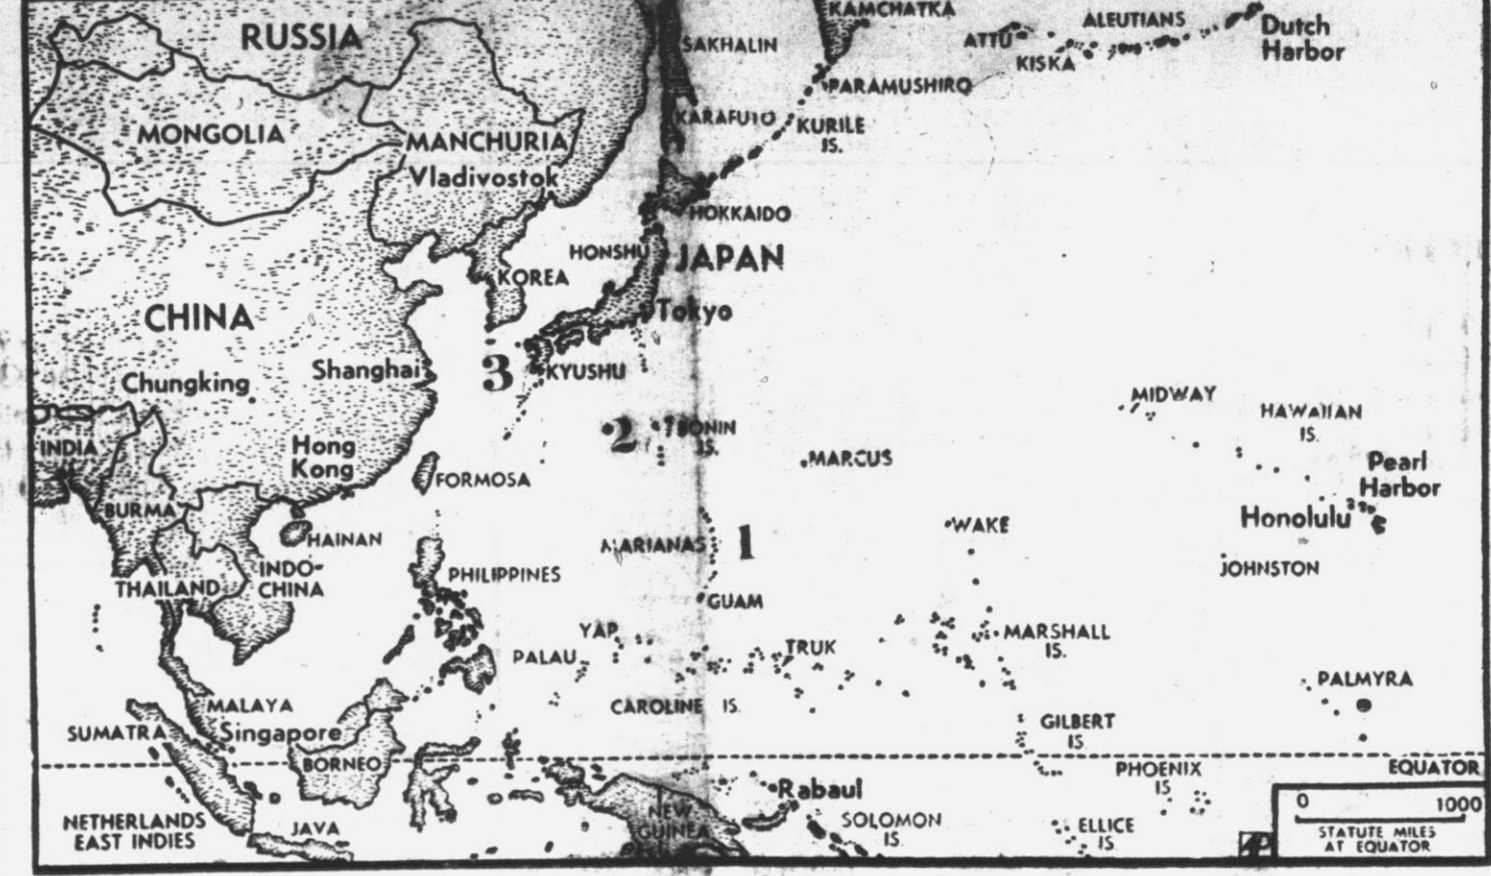 KAMCHATKA
ALEUTIANS
Dutch
Harbor
RUSSIA
SAKHALIN
ATTU
KISKA
PARAMUSHIRO
MONGOLIA
MANCHURIA
KARAFUTO
KURILE
IS.
Vladivostok
HOKKAIDO
HONSHU
JAPAN
KOREA
CHINA
Tokyo
Shanghai
3
KYUSHU
Chungking
MIDWAY
HAWAIIAN
IS.
2
BONIN
IS.
INDIA
Hong
Kong
MARCUS
Pearl
Harbor
FORMOSA
BURMA
Honolulu
WAKE
HAINAN
MARIANAS
1
INDO-
CHINA
PHILIPPINES
JOHNSTON
THAILAND
GUAM
YAP
MARSHALL
IS.
PALAU
TRUK
PALMYRA
MALAYA
CAROLINE IS.
SUMATRA
Singapore
GILBERT
IS.
BORNEO
PHOENIX
IS.
EQUATOR
Rabaul
NEW
GUINEA
0 1000
STATUTE MILES
AT EQUATOR
NETHERLANDS
EAST INDIES
JAVA
SOLOMON
IS.
ELLICE
IS.
AP